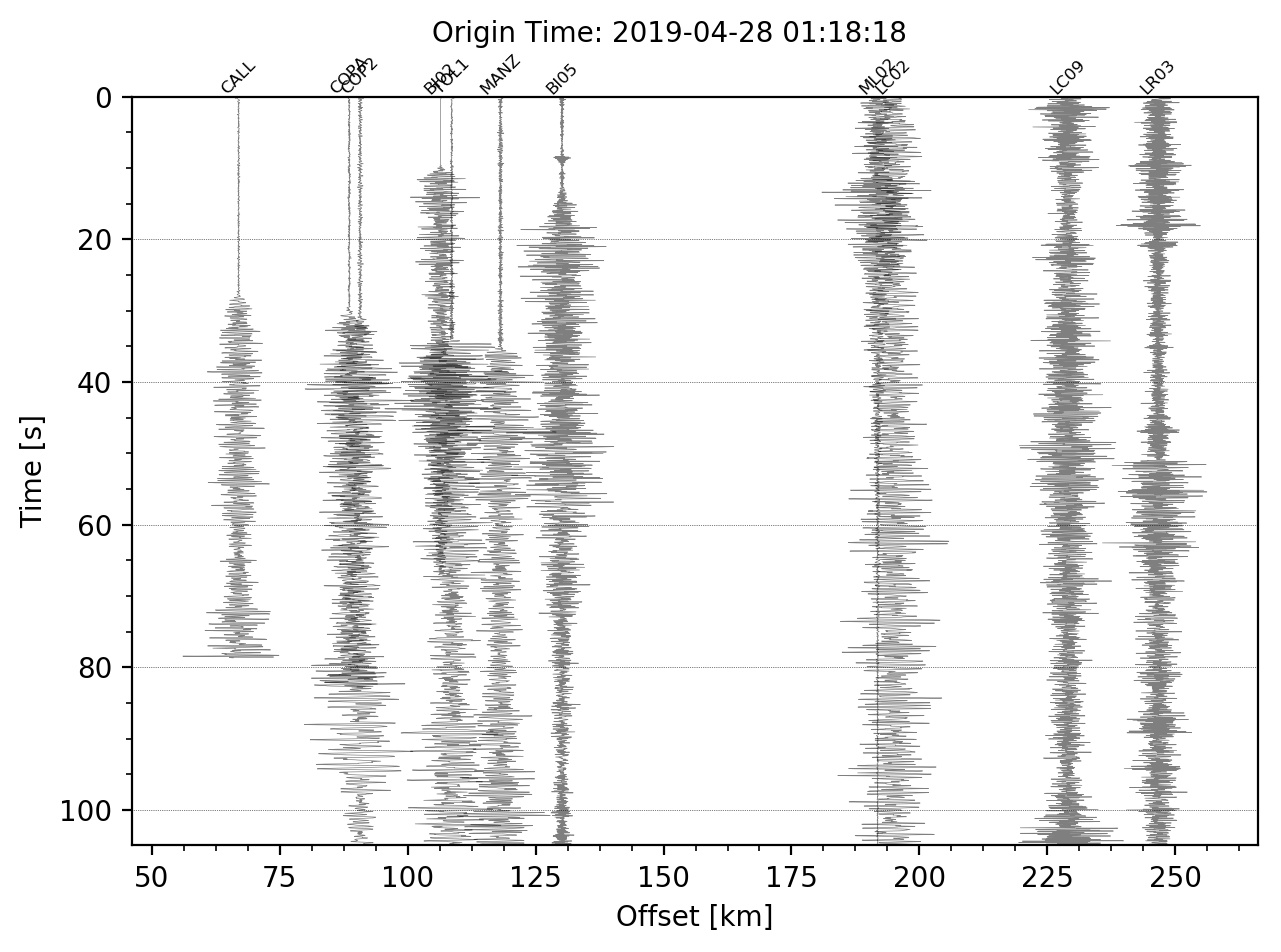 Origin Time: 2019-04-28 01:18:18
CALL COPA COP2 BI02 TOL1 MANZ BI05 ML02 LC02 LC09 LR03
0
20
40
60
80
100
Time [s]
50 75 100 125 150 175 200 225 250
Offset [km]